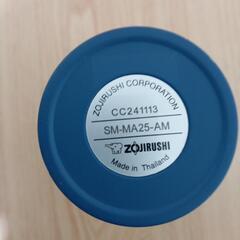 ZOJIRUSHI CORPORATION
CC241113
SM-MA25-AM
ZOJIRUSHI
Made in Thailand